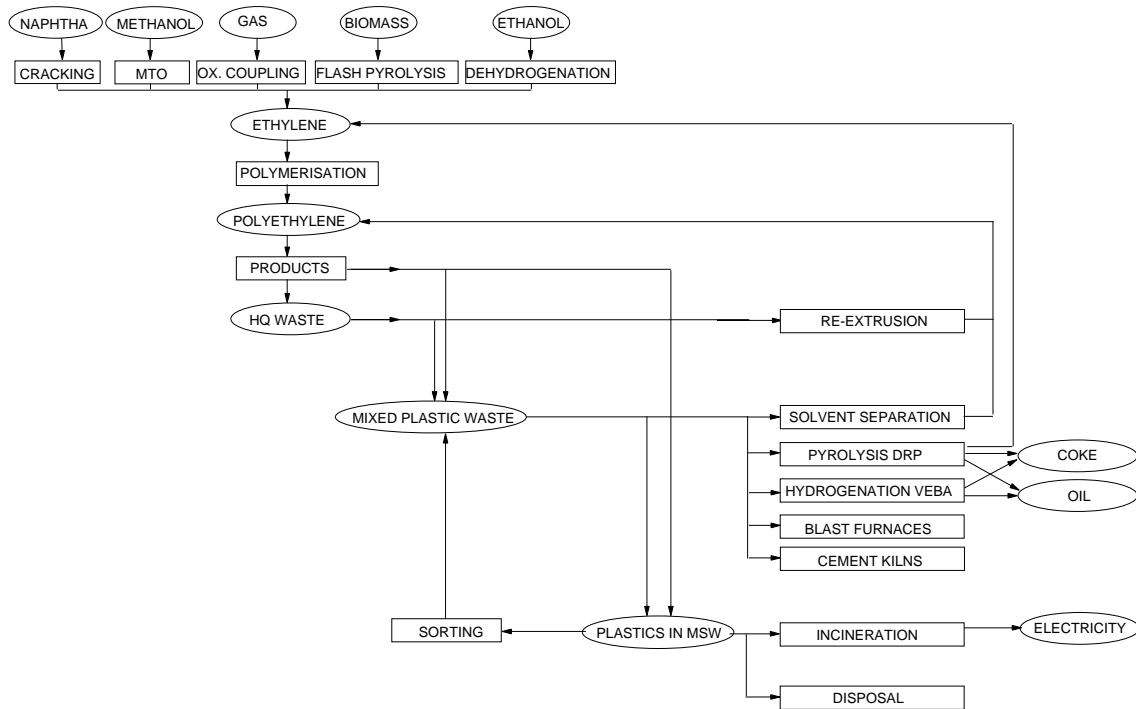 NAPHTHA METHANOL GAS BIOMASS ETHANOL
CRACKING MTO OX. COUPLING FLASH PYROLYSIS DEHYDROGENATION
ETHYLENE
POLYMERISATION
POLYETHYLENE
PRODUCTS
HQ WASTE RE-EXTRUSION
MIXED PLASTIC WASTE SOLVENT SEPARATION
PYROLYSIS DRP COKE
HYDROGENATION VEBA OIL
BLAST FURNACES
CEMENT KILNS
SORTING PLASTICS IN MSW INCINERATION ELECTRICITY
DISPOSAL